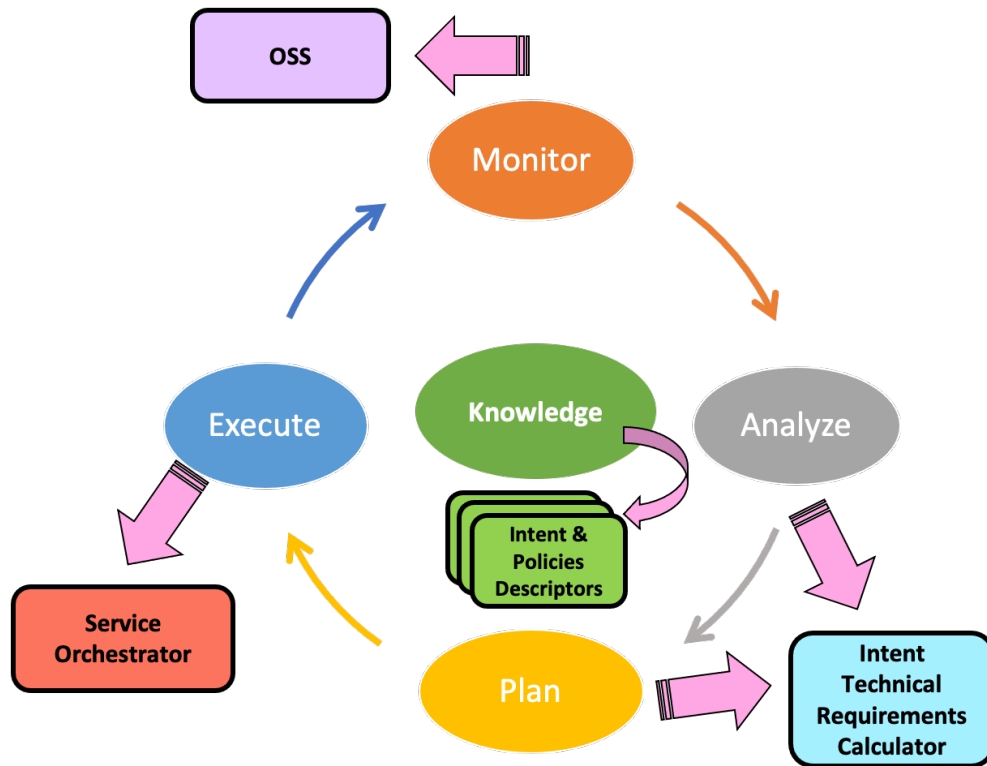 OSS
Monitor
Execute
Knowledge
Analyze
Intent &
Policies
Descriptors
Service
Orchestrator
Plan
Intent
Technical
Requirements
Calculator